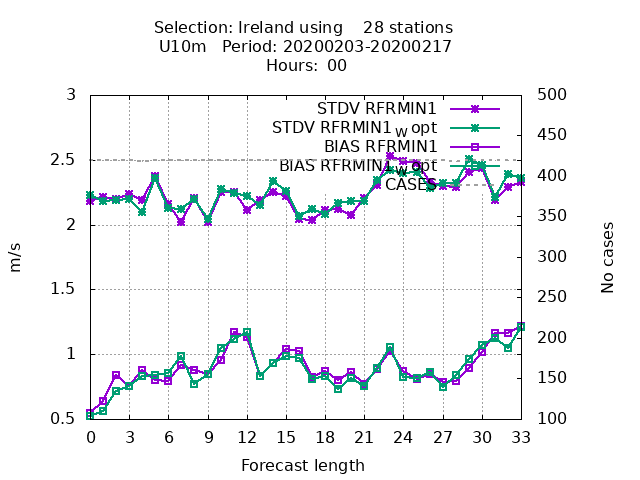 Selection: Ireland using    28 stations
U10m   Period: 20200203-20200217
Hours: 00
3
2.5
2
1.5
1
0.5
m/s
STDV RFRMIN1
STDV RFRMIN1_w opt
BIAS RFRMIN1
BIAS RFRMIN1_w opt
CASES
500
450
400
350
300
250
200
150
100
No cases
0 3 6 9 12 15 18 21 24 27 30 33
Forecast length